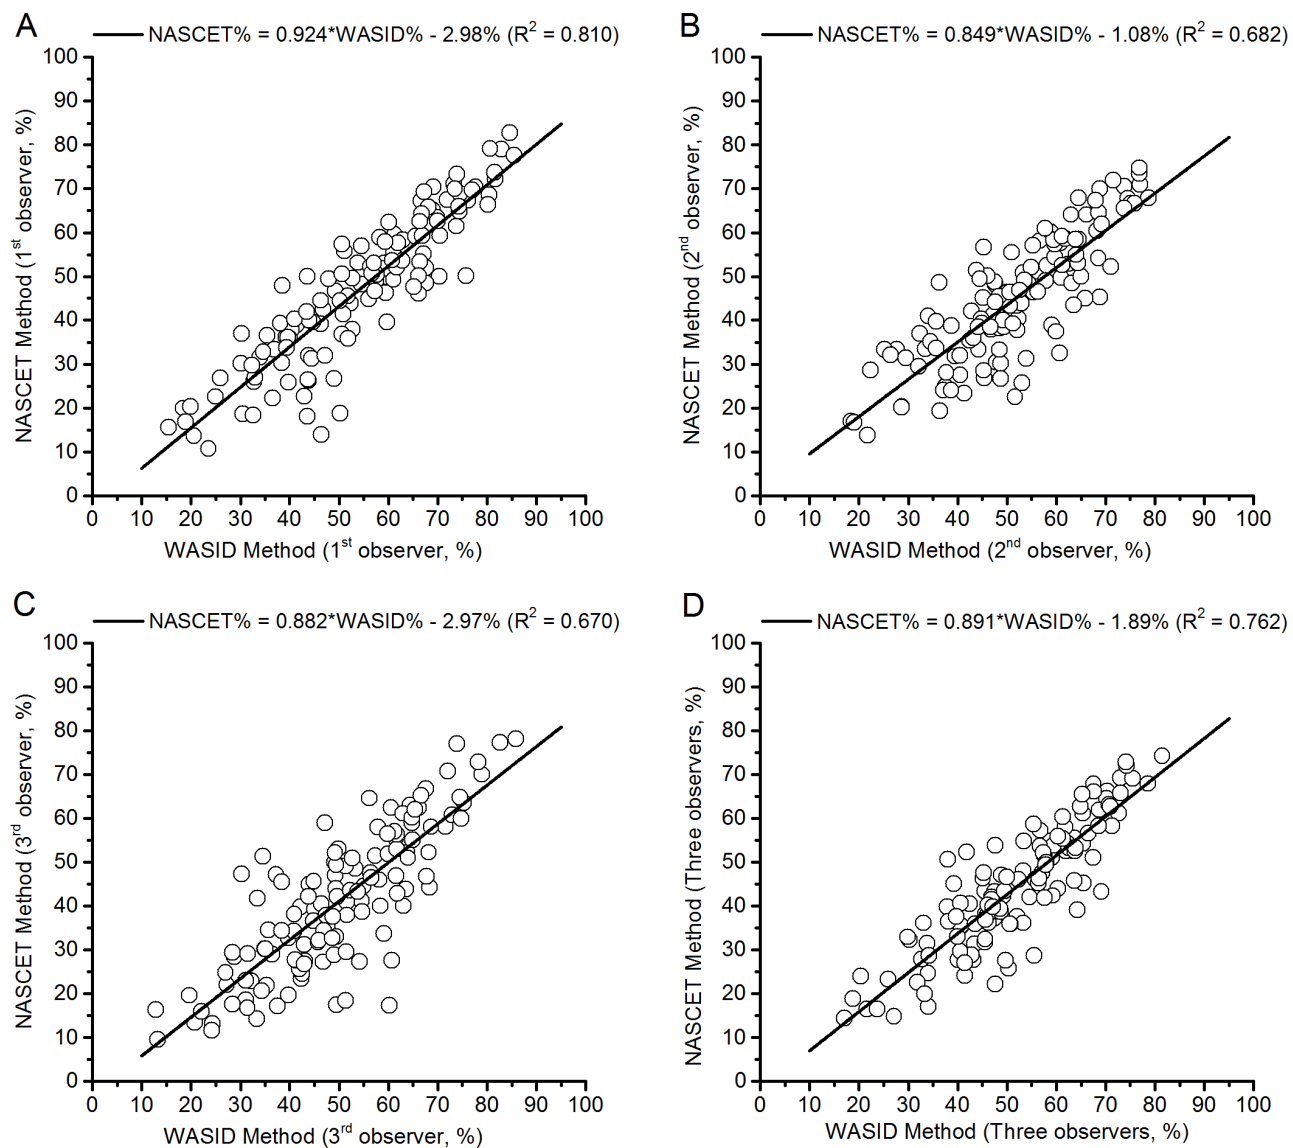 A
NASCET% = 0.924*WASID% - 2.98% (R² = 0.810)
100
90
80
70
60
50
40
30
20
10
0
NASCET Method (1st observer, %)
0 10 20 30 40 50 60 70 80 90 100
WASID Method (1st observer, %)
B
NASCET% = 0.849*WASID% - 1.08% (R² = 0.682)
100
90
80
70
60
50
40
30
20
10
0
NASCET Method (2nd observer, %)
0 10 20 30 40 50 60 70 80 90 100
WASID Method (2nd observer, %)
C
NASCET% = 0.882*WASID% - 2.97% (R² = 0.670)
100
90
80
70
60
50
40
30
20
10
0
NASCET Method (3rd observer, %)
0 10 20 30 40 50 60 70 80 90 100
WASID Method (3rd observer, %)
D
NASCET% = 0.891*WASID% - 1.89% (R² = 0.762)
100
90
80
70
60
50
40
30
20
10
0
NASCET Method (Three observers, %)
0 10 20 30 40 50 60 70 80 90 100
WASID Method (Three observers, %)